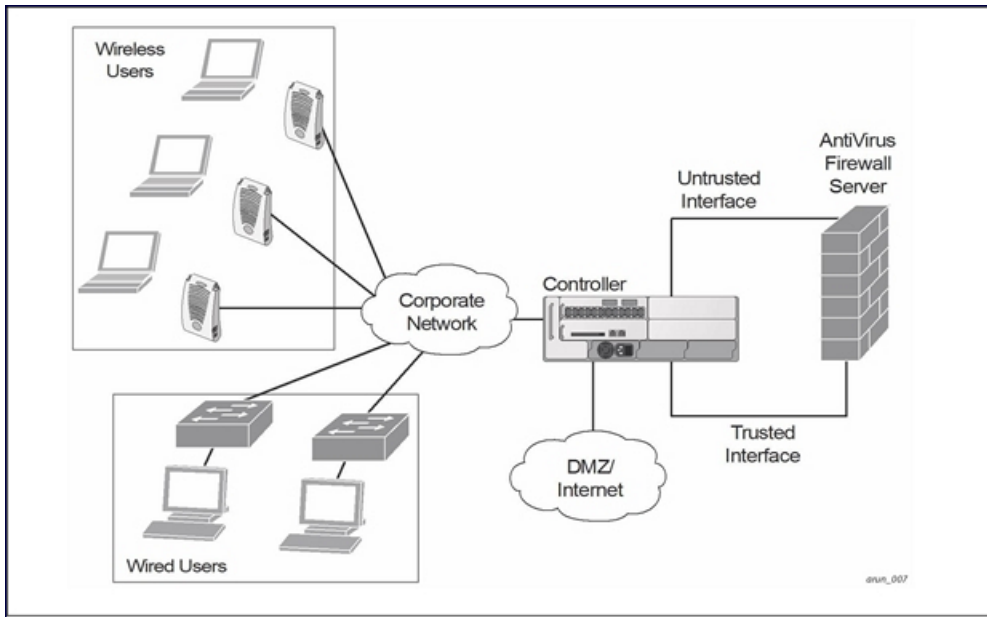 Wireless
Users
AntiVirus
Firewall
Server
Untrusted
Interface
Controller
Corporate
Network
Trusted
Interface
DMZ/
Internet
Wired Users
arun_007